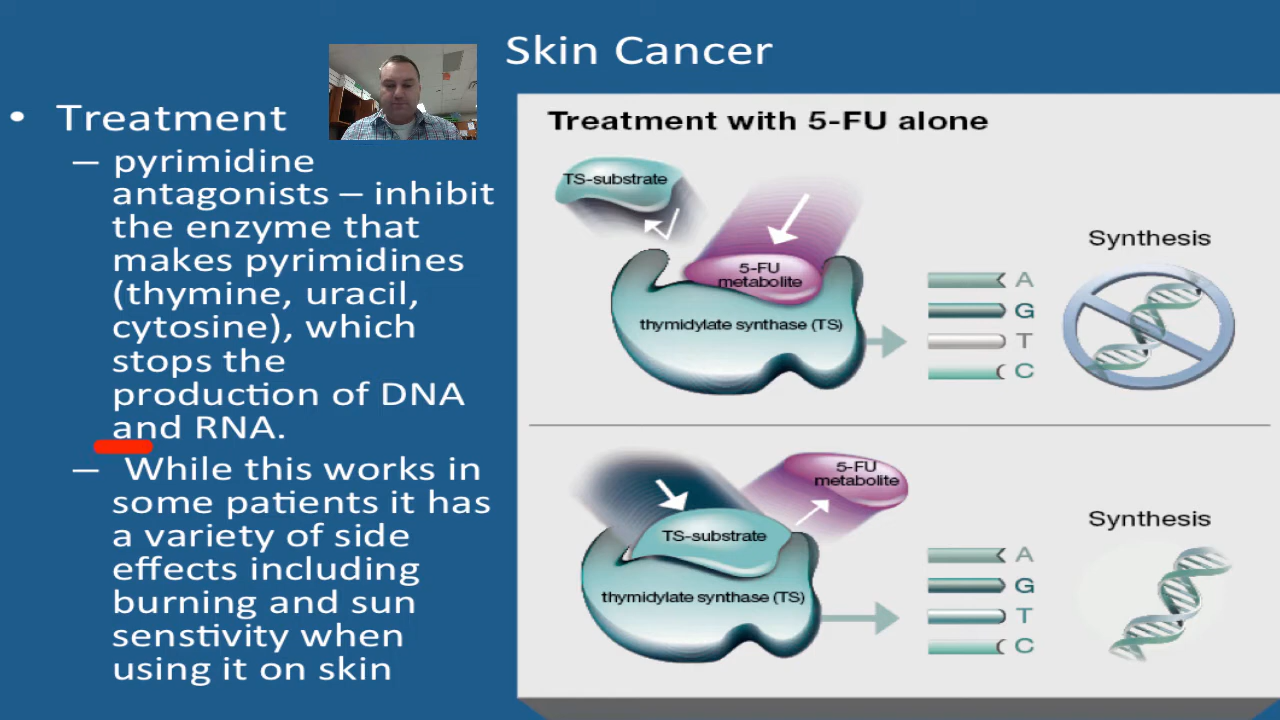 Skin Cancer
• Treatment
– pyrimidine
antagonists – inhibit
the enzyme that
makes pyrimidines
(thymine, uracil,
cytosine), which
stops the
production of DNA
and RNA.
– While this works in
some patients it has
a variety of side
effects including
burning and sun
senstivity when
using it on skin
Treatment with 5-FU alone
TS-substrate
5-FU
metabolite
thymidylate synthase (TS)
A
G
T
C
Synthesis
5-FU
metabolite
TS-substrate
thymidylate synthase (TS)
A
G
T
C
Synthesis